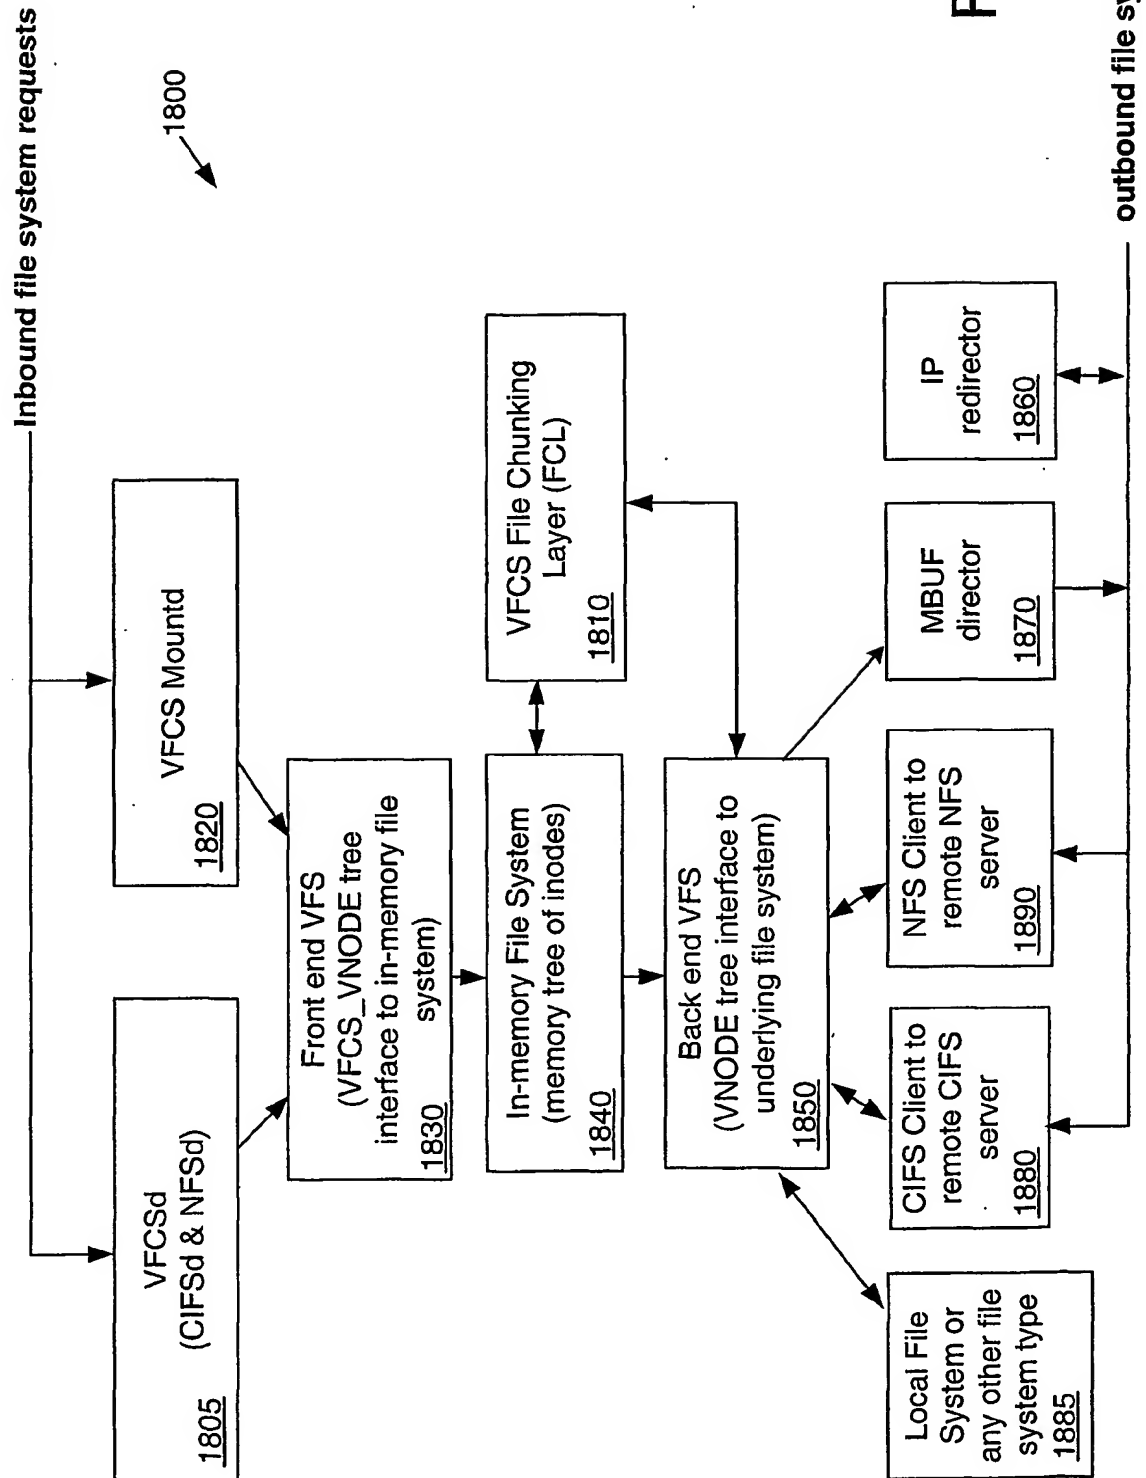 Inbound file system requests
1800
VFCSd
(CIFSd & NFSd)
1805
VFCS Mountd
1820
Front end VFS
(VFCS_VNODE tree
interface to in-memory file
system)
1830
In-memory File System
(memory tree of inodes)
1840
VFCS File Chunking
Layer (FCL)
1810
Back end VFS
(VNODE tree interface to
underlying file system)
1850
Local File
System or
any other file
system type
1885
CIFS Client to
remote CIFS
server
1880
NFS Client to
remote NFS
server
1890
MBUF
director
1870
IP
redirector
1860
outbound file